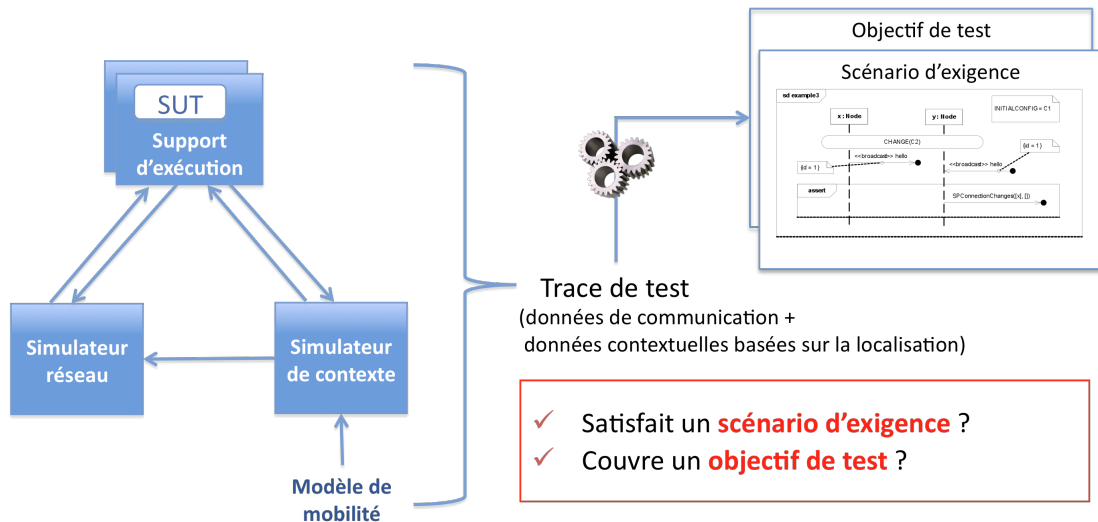 SUT
Support
d'exécution
Simulateur
réseau
Simulateur
de contexte
Modèle de
mobilité
Trace de test
(données de communication +
données contextuelles basées sur la localisation)
Objectif de test
Scénario d'exigence
sd example3
INITIALCONFIG = C1
x : Node
y : Node
CHANGE(C2)
{id = 1 }
<<broadcast>> hello
{id = 1 }
<<broadcast>> hello
assert
SPConnectionChanges([x], [])
✓ Satisfait un scénario d'exigence ?
✓ Couvre un objectif de test ?